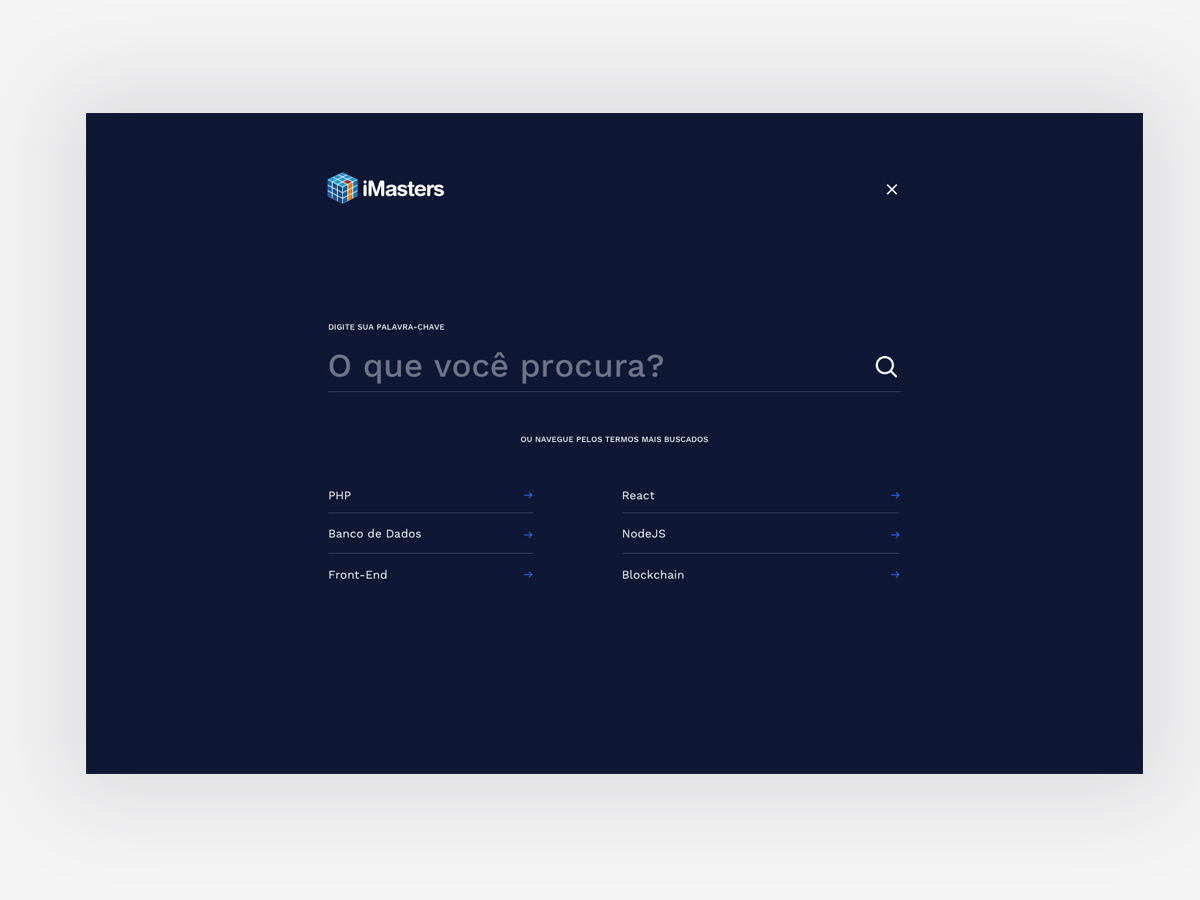 iMasters
DIGITE SUA PALAVRA-CHAVE
O que você procura?
OU NAVEGUE PELOS TERMOS MAIS BUSCADOS
PHP
React
Banco de Dados
NodeJS
Front-End
Blockchain